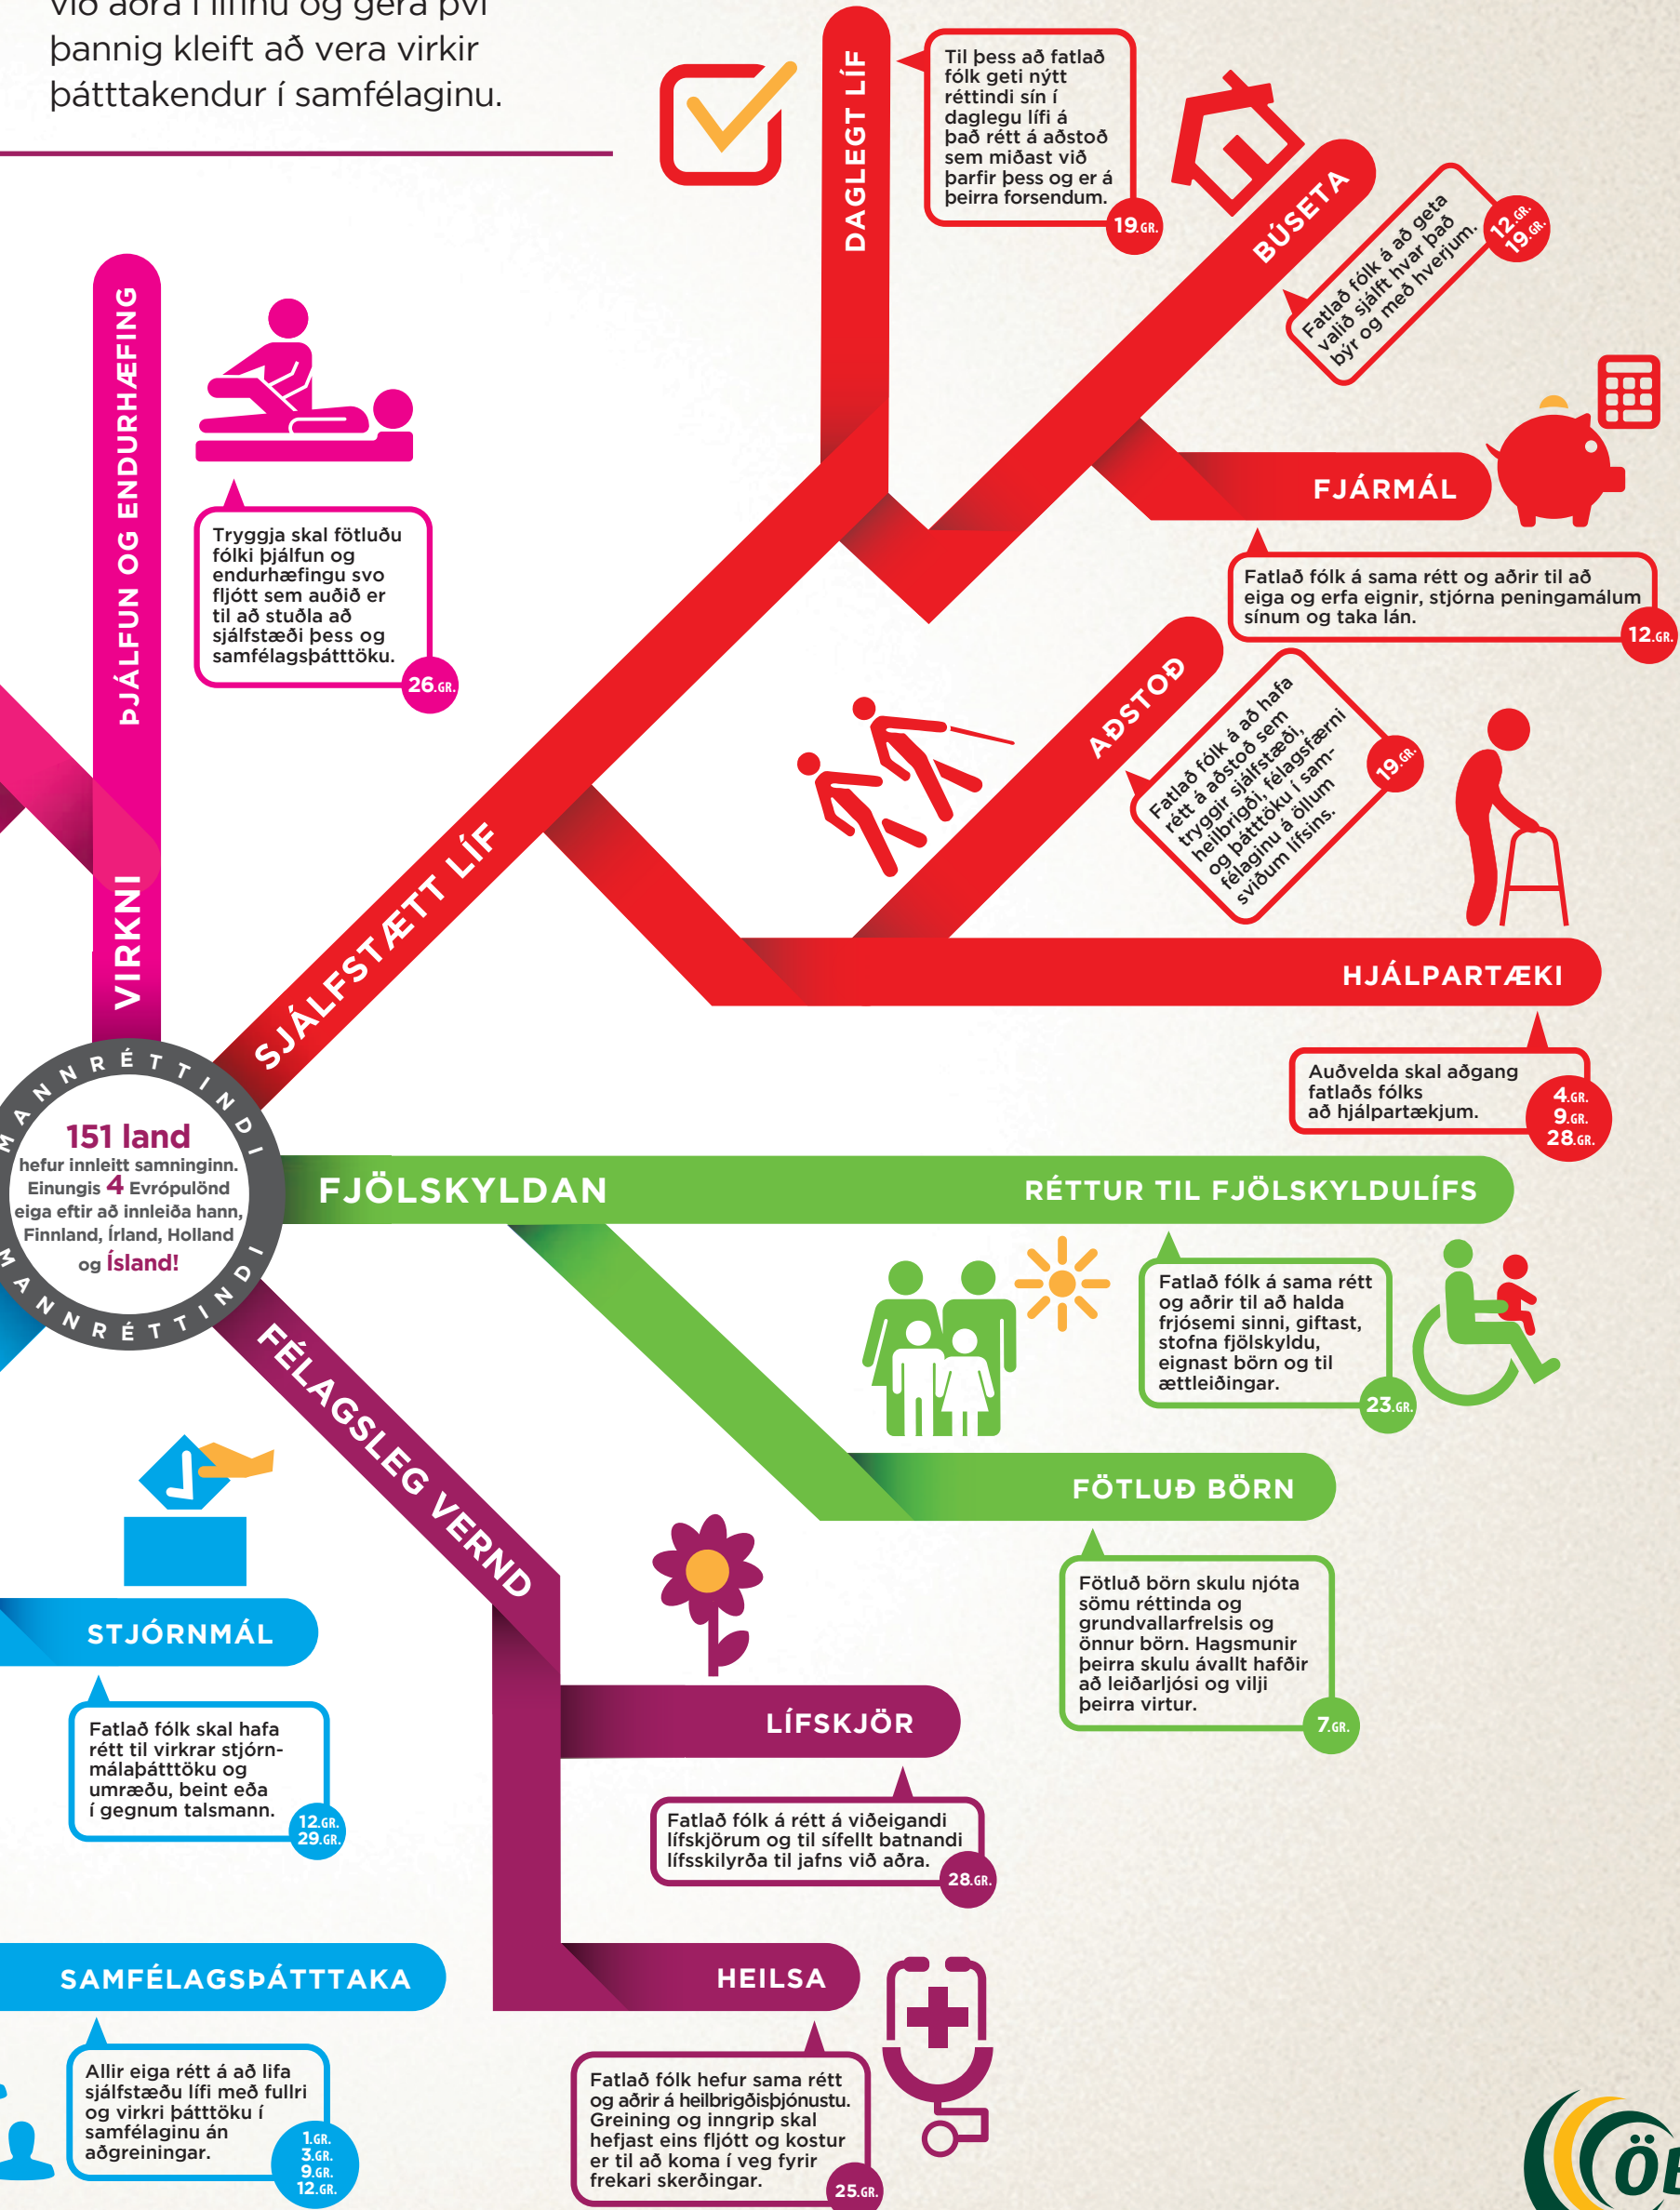 við aðra í lífinu og gera því
þannig kleift að vera virkir
þátttakendur í samfélaginu.
DAGLEGT LÍF
Til þess að fatlað
fólk geti nýtt
réttindi sín í
daglegu lífi á
það rétt á aðstoð
sem miðast við
þarfir þess og er á
þeirra forsendum.
19.GR.
BÚSETA
Fatlað fólk á að geta
valið sjálft hvar það
býr og með hverjum.
12.GR.
19.GR.
FJÁRMÁL
Fatlað fólk á sama rétt og aðrir til að
eiga og erfa eignir, stjórna peningamálum
sínum og taka lán.
12.GR.
ÞJÁLFUN OG ENDURHÆFING
Tryggja skal fötluðu
fólki þjálfun og
endurhæfingu svo
fljótt sem auðið er
til að stuðla að
sjálfstæði þess og
samfélagsþátttöku.
26.GR.
VIRKNI
SJÁLFSTÆTT LÍF
AÐSTOÐ
Fatlað fólk á að hafa
rétt á aðstoð sem
tryggir sjálfstæði,
heilbrigði, félagsfærni
og þátttöku í sam-
félaginu á öllum
sviðum lífsins.
19.GR.
HJÁLPARTÆKI
Auðvelda skal aðgang
fatlaðs fólks
að hjálpartækjum.
4.GR.
9.GR.
28.GR.
MANNRÉTTINDI
151 land
hefur innleitt samninginn.
Einungis 4 Evrópulönd
eiga eftir að innleiða hann,
Finnland, Írland, Holland
og Ísland!
MANNRÉTTINDI
FJÖLSKYLDAN
RÉTTUR TIL FJÖLSKYLDULÍFS
Fatlað fólk á sama rétt
og aðrir til að halda
frjósemi sinni, giftast,
stofna fjölskyldu,
eignast börn og til
ættleiðingar.
23.GR.
FÖTLUÐ BÖRN
Fötluð börn skulu njóta
sömu réttinda og
grundvallarfrelsis og
önnur börn. Hagsmunir
þeirra skulu ávallt hafðir
að leiðarljósi og vilji
þeirra virtur.
7.GR.
FÉLAGSLEG VERND
STJÓRNMÁL
Fatlað fólk skal hafa
rétt til virkrar stjórn-
málaþátttöku og
umræðu, beint eða
í gegnum talsmann.
12.GR.
29.GR.
LÍFSKJÖR
Fatlað fólk á rétt á viðeigandi
lífskjörum og til sífellt batnandi
lífsskilyrða til jafns við aðra.
28.GR.
SAMFÉLAGSÞÁTTTAKA
Allir eiga rétt á að lifa
sjálfstæðu lífi með fullri
og virkri þátttöku í
samfélaginu án
aðgreiningar.
1.GR.
3.GR.
9.GR.
12.GR.
HEILSA
Fatlað fólk hefur sama rétt
og aðrir á heilbrigðisþjónustu.
Greining og inngrip skal
hefjast eins fljótt og kostur
er til að koma í veg fyrir
frekari skerðingar.
25.GR.